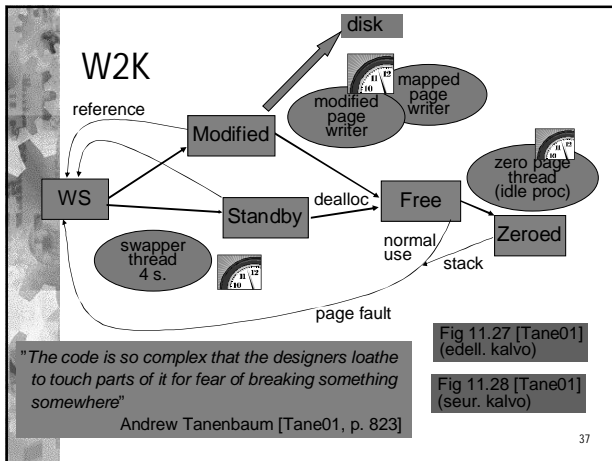 disk
W2K
mapped
page
writer
modified
page
writer
reference
Modified
zero page
thread
(idle proc)
WS
Standby
dealloc
Free
Zeroed
normal
use
stack
swapper
thread
4 s.
page fault
Fig 11.27 [Tane01]
(edell. kalvo)
"The code is so complex that the designers loathe
to touch parts of it for fear of breaking something
somewhere"
Andrew Tanenbaum [Tane01, p. 823]
Fig 11.28 [Tane01]
(seur. kalvo)
37